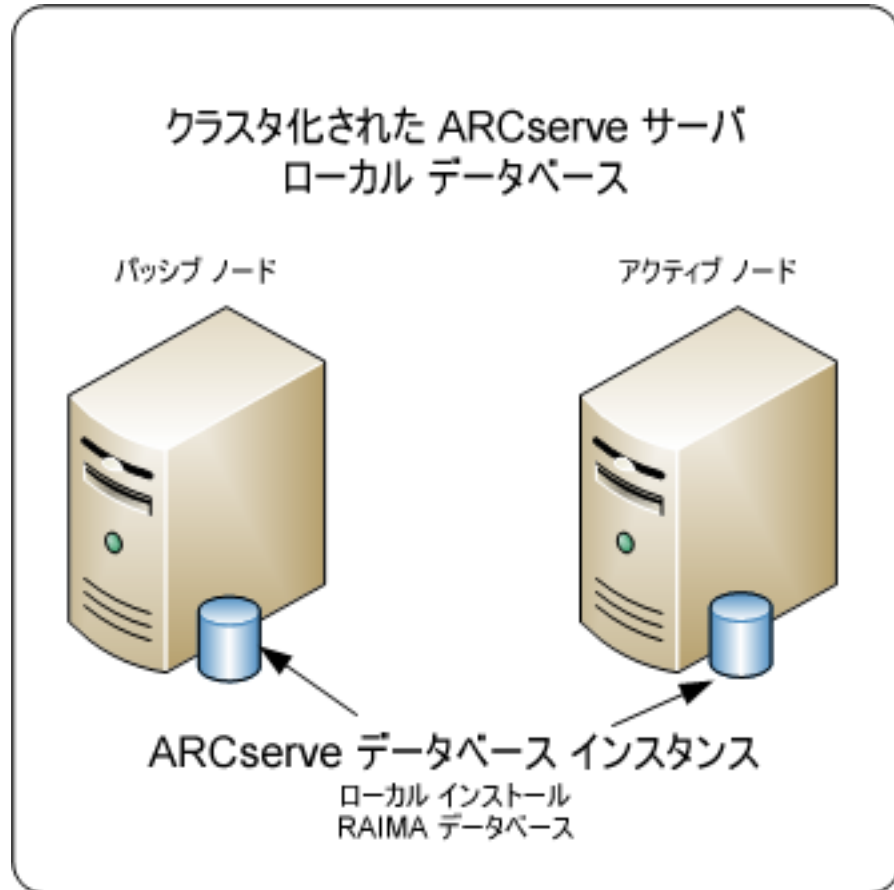 クラスタ化された ARCserve サーバ
ローカル データベース
パッシブ ノード
アクティブ ノード
ARCserve データベース インスタンス
ローカル インストール
RAIMA データベース